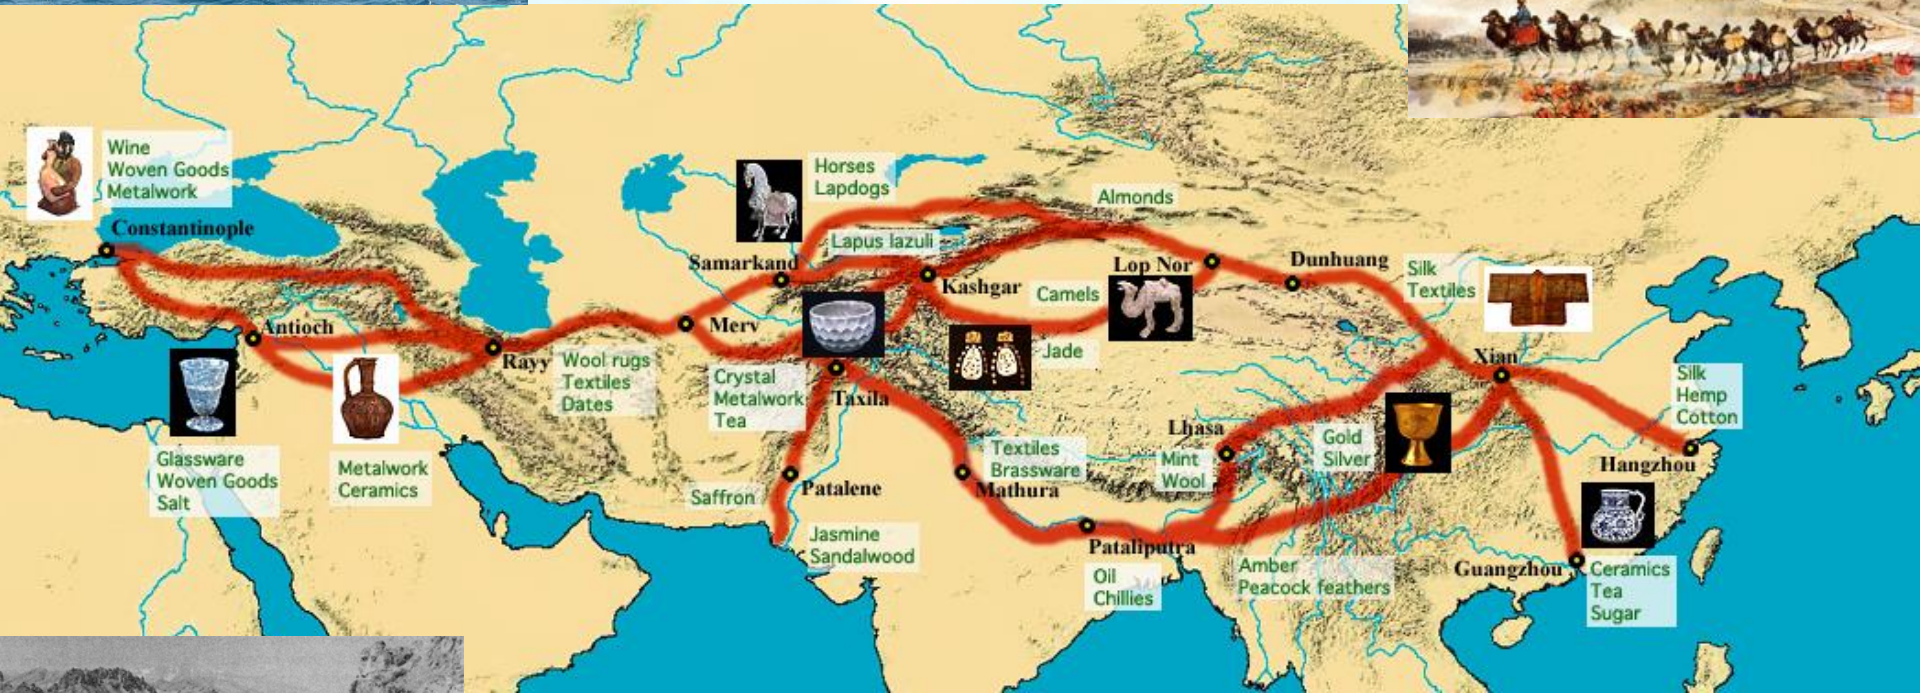 Wine
Woven Goods
Metalwork
Constantinople
Horses
Lapdogs
Almonds
Lapus lazuli
Samarkand
Kashgar
Lop Nor
Dunhuang
Camels
Silk
Textiles
Antioch
Merv
Rayy
Wool rugs
Textiles
Dates
Crystal
Metalwork
Tea
Taxila
Jade
Xian
Silk
Hemp
Cotton
Hangzhou
Glassware
Woven Goods
Salt
Metalwork
Ceramics
Saffron
Patalene
Jasmine
Sandalwood
Textiles
Brassware
Mathura
Lhasa
Mint
Wool
Gold
Silver
Pataliputra
Oil
Chillies
Amber
Peacock feathers
Guangzhou
Ceramics
Tea
Sugar